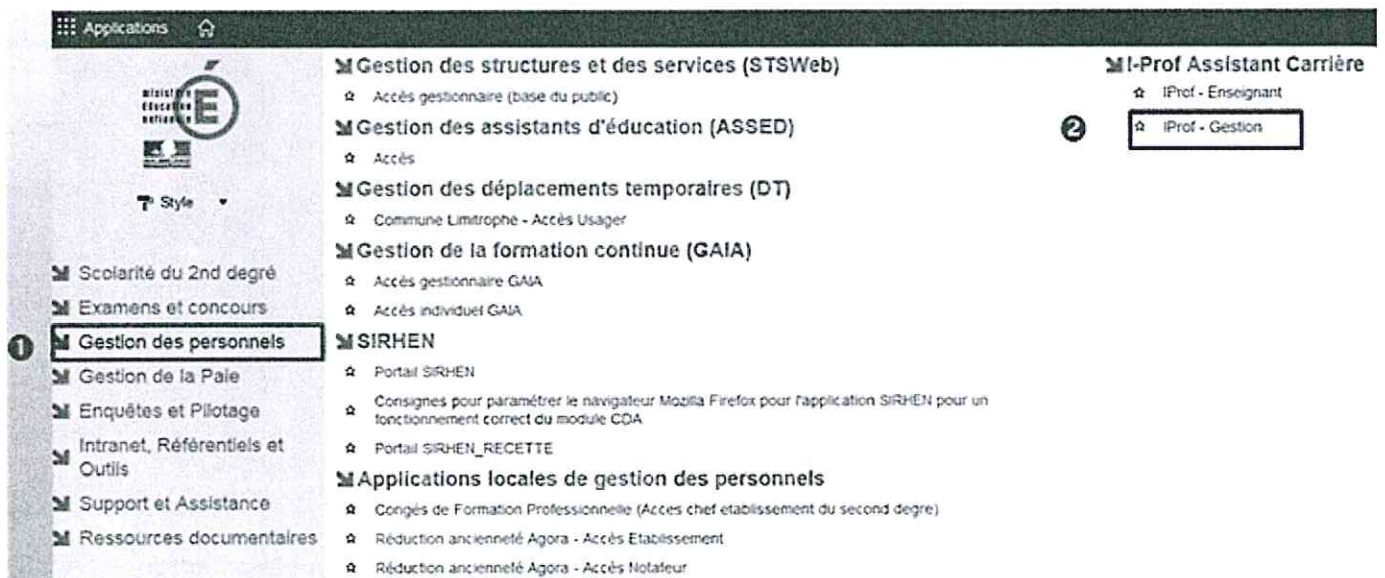 Applications
ministère
éducation
nationale
É
Style
Scolarité du 2nd degré
Examens et concours
❶ Gestion des personnels
Gestion de la Paie
Enquêtes et Pilotage
Intranet, Référentiels et
Outils
Support et Assistance
Ressources documentaires
Gestion des structures et des services (STSWeb)
Accès gestionnaire (base du public)
Gestion des assistants d'éducation (ASSED)
Accès
Gestion des déplacements temporaires (DT)
Commune Limitrophe - Accès Usager
Gestion de la formation continue (GAIA)
Accès gestionnaire GAIA
Accès individuel GAIA
SIRHEN
Portail SIRHEN
Consignes pour paramétrer le navigateur Mozilla Firefox pour l'application SIRHEN pour un
fonctionnement correct du module CDA
Portail SIRHEN_RECETTE
Applications locales de gestion des personnels
Congés de Formation Professionnelle (Acces chef etablissement du second degre)
Réduction ancienneté Agora - Accès Etablissement
Réduction ancienneté Agora - Accès Notateur
I-Prof Assistant Carrière
IProf - Enseignant
❷ IProf - Gestion